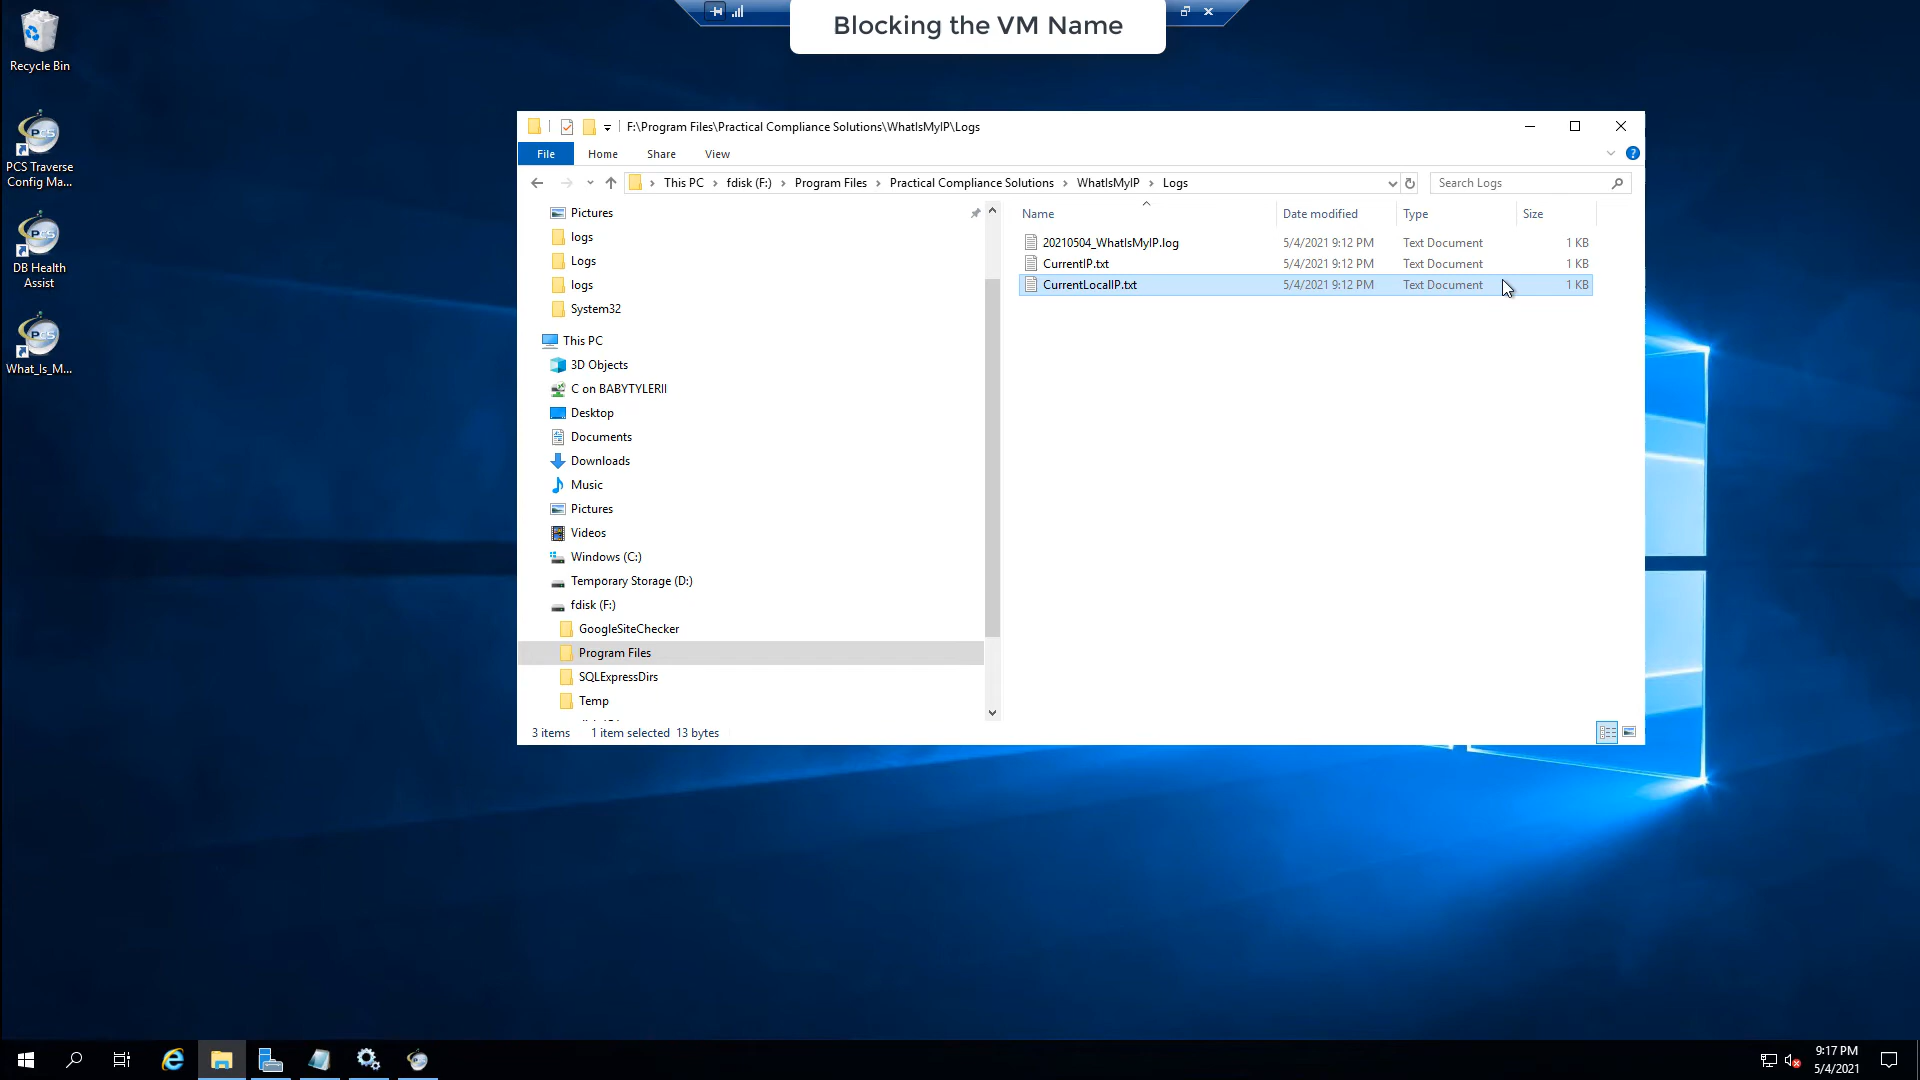 Blocking the VM Name
Recycle Bin
PCS Traverse
Config Ma...
DB Health
Assist
What_Is_M...
F:\Program Files\Practical Compliance Solutions\WhatIsMyIP\Logs
File Home Share View
This PC > fdisk (F:) > Program Files > Practical Compliance Solutions > WhatIsMyIP > Logs
Search Logs
Pictures
logs
Logs
logs
System32
This PC
3D Objects
C on BABYTYLERII
Desktop
Documents
Downloads
Music
Pictures
Videos
Windows (C:)
Temporary Storage (D:)
fdisk (F:)
GoogleSiteChecker
Program Files
SQLExpressDirs
Temp
Name Date modified Type Size
20210504_WhatIsMyIP.log 5/4/2021 9:12 PM Text Document 1 KB
CurrentIP.txt 5/4/2021 9:12 PM Text Document 1 KB
CurrentLocalIP.txt 5/4/2021 9:12 PM Text Document 1 KB
3 items 1 item selected 13 bytes
9:17 PM
5/4/2021